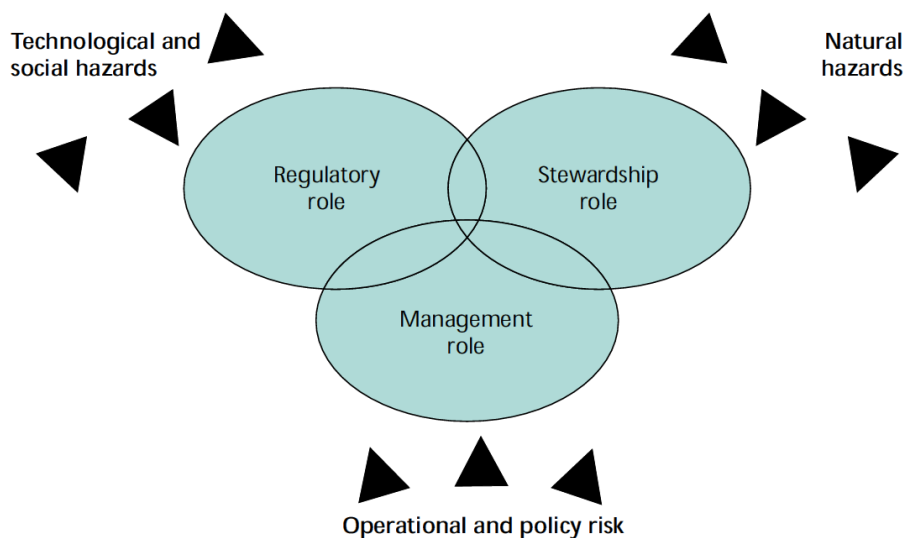 Technological and
social hazards
Natural
hazards
Regulatory
role
Stewardship
role
Management
role
Operational and policy risk